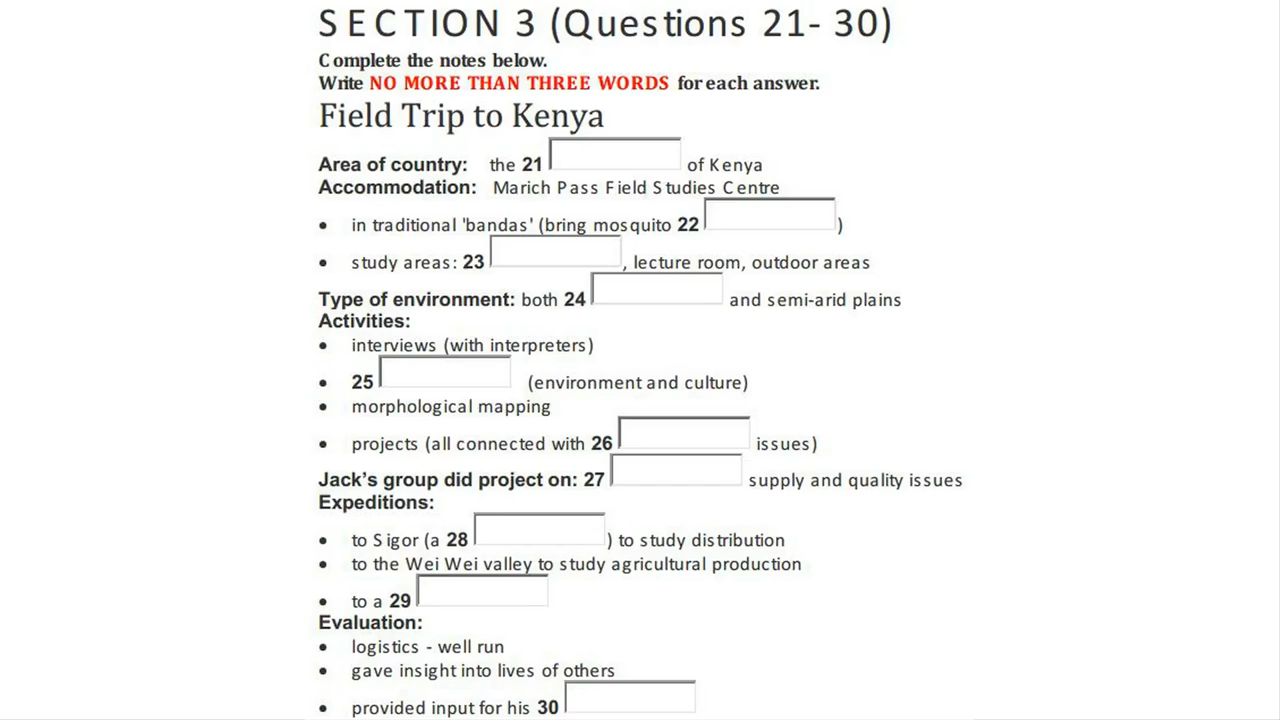 SECTION 3 (Questions 21- 30)
Complete the notes below.
Write NO MORE THAN THREE WORDS for each answer.
Field Trip to Kenya
Area of country: the 21 of Kenya
Accommodation: Marich Pass Field Studies Centre
• in traditional 'bandas' (bring mosquito 22 )
• study areas: 23 , lecture room, outdoor areas
Type of environment: both 24 and semi-arid plains
Activities:
• interviews (with interpreters)
• 25 (environment and culture)
• morphological mapping
• projects (all connected with 26 issues)
Jack's group did project on: 27 supply and quality issues
Expeditions:
• to Sigor (a 28 ) to study distribution
• to the Wei Wei valley to study agricultural production
• to a 29
Evaluation:
• logistics - well run
• gave insight into lives of others
• provided input for his 30